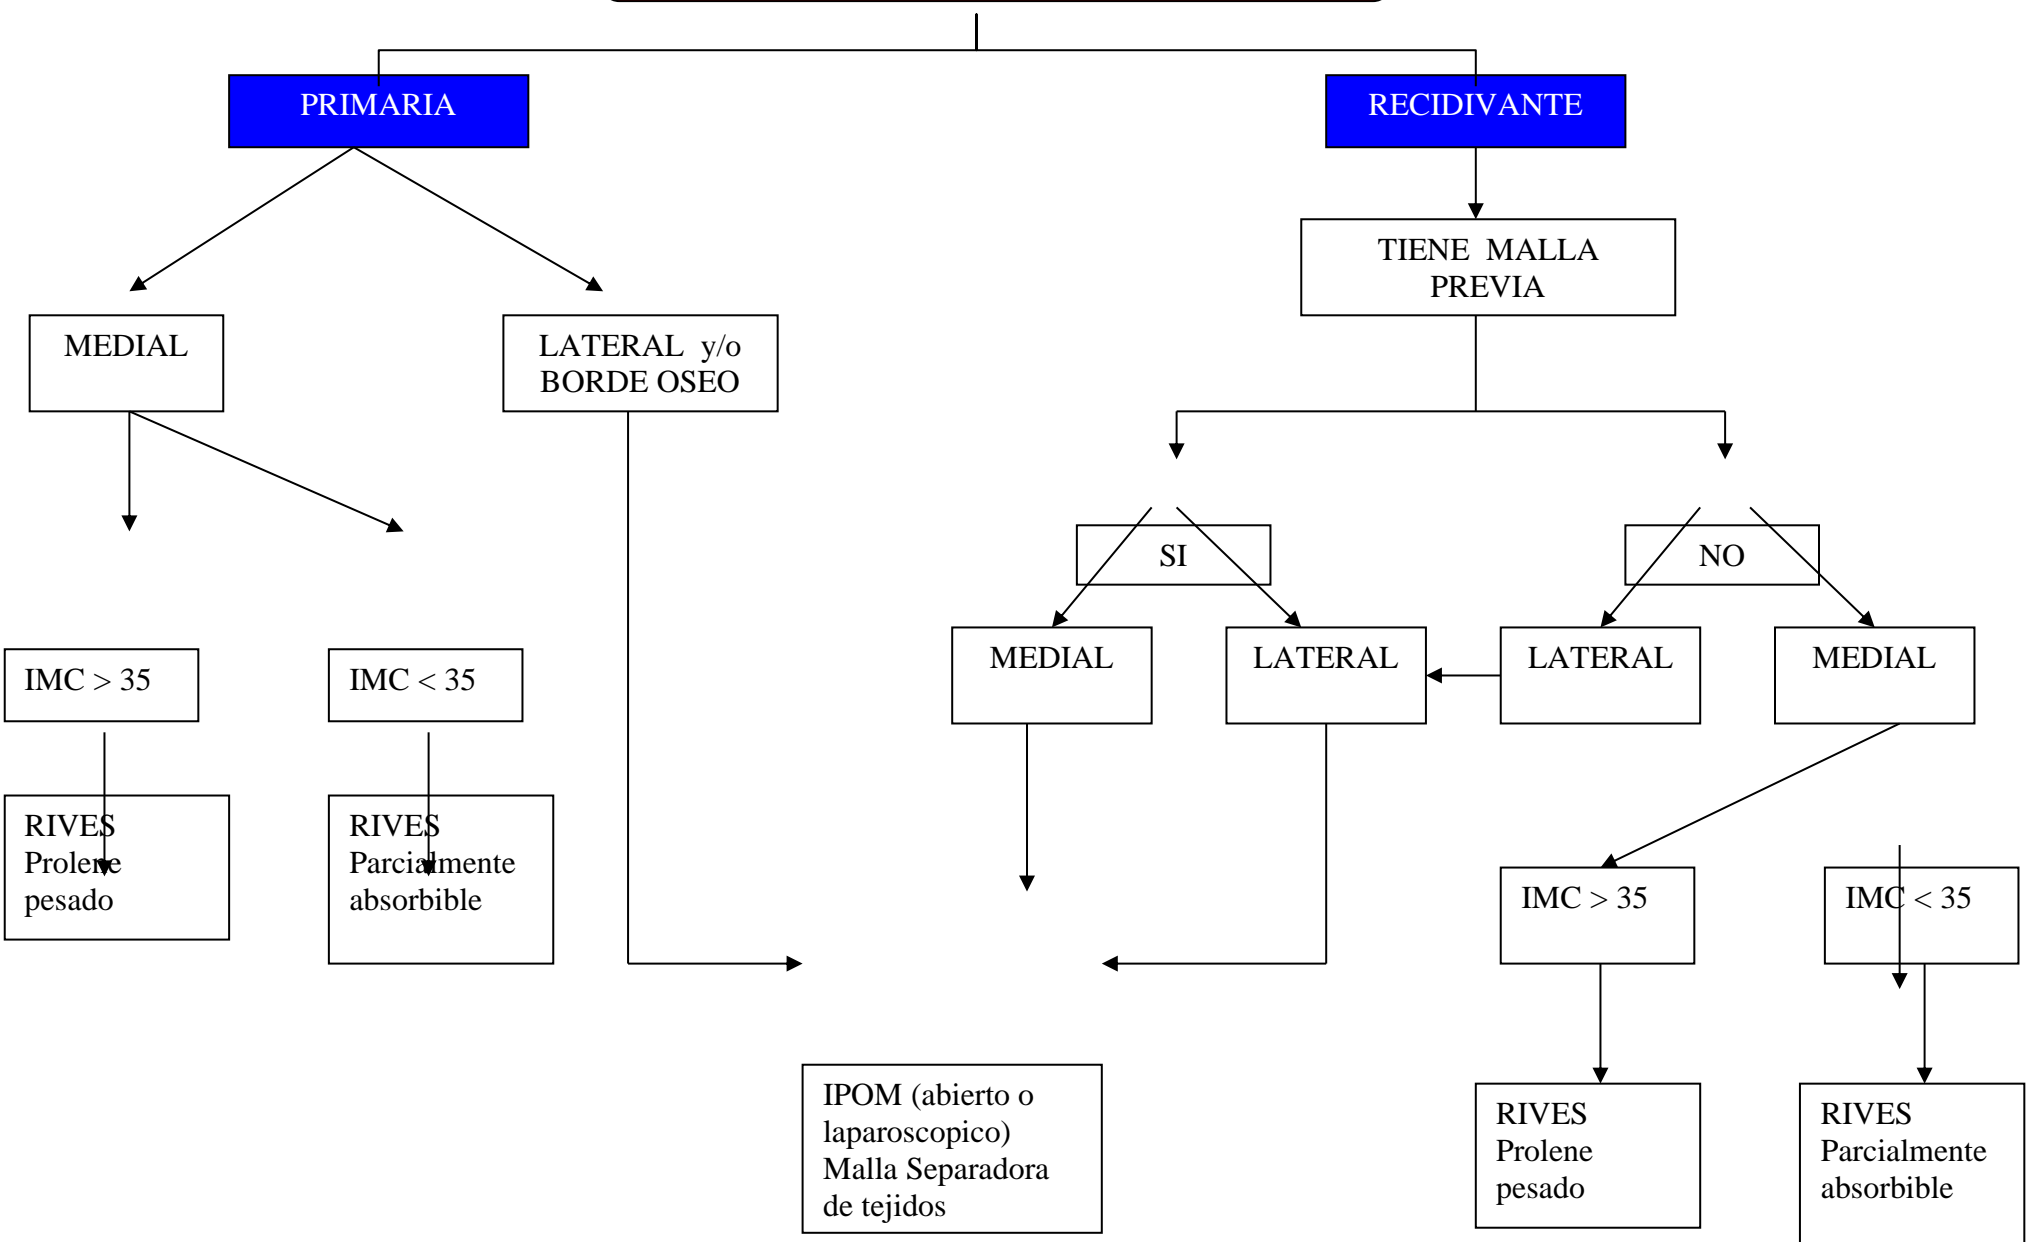 PRIMARIA
RECIDIVANTE
TIENE MALLA
PREVIA
MEDIAL
LATERAL y/o
BORDE OSEO
SI
NO
MEDIAL
LATERAL
LATERAL
MEDIAL
IMC > 35
IMC < 35
RIVES
Prolene
pesado
RIVES
Parcialmente
absorbible
IMC > 35
IMC < 35
IPOM (abierto o
laparoscopico)
Malla Separadora
de tejidos
RIVES
Prolene
pesado
RIVES
Parcialmente
absorbible